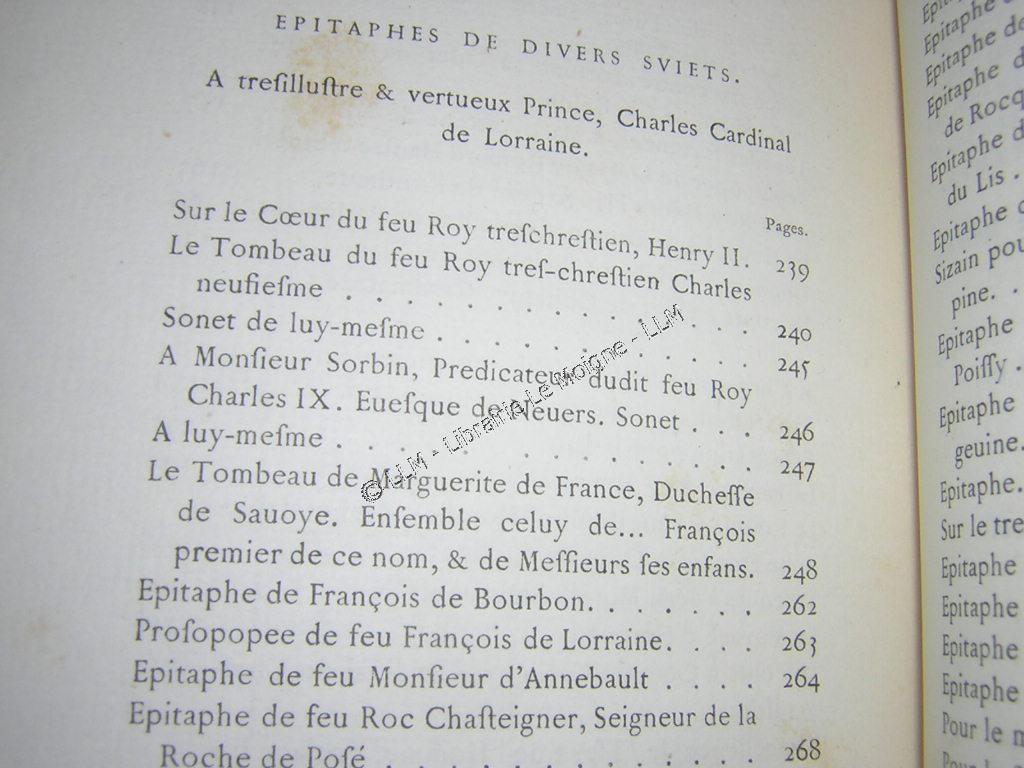 EPITAPHES DE DIVERS SVIETS.
A treſilluſtre & vertueux Prince, Charles Cardinal
de Lorraine.
Pages.
Sur le Cœur du feu Roy treſchreſtien, Henry II. 239
Le Tombeau du feu Roy treſ-chreſtien Charles
neufieſme . . . . . . . . . . . . 240
Sonet de luy-meſme . . . . . . . . . . 245
A Monſieur Sorbin, Predicateur dudit feu Roy
Charles IX. Eueſque de Neuers. Sonet . . . 246
A luy-meſme . . . . . . . . . . . . 247
Le Tombeau de Marguerite de France, Ducheſſe
de Sauoye. Enſemble celuy de... François
premier de ce nom, & de Meſſieurs ſes enfans. 248
Epitaphe de François de Bourbon. . . . . . 262
Proſopopee de feu François de Lorraine. . . . 263
Epitaphe de feu Monſieur d'Annebault . . . . 264
Epitaphe de feu Roc Chaſteigner, Seigneur de la
Roche de Poſé . . . . . . . . . . . 268
© LLM - Librairie Le Moigne - LLM
Epitaphe
Epitaphe
Epitaphe
Epitaphe
de Rocq
Epitaphe
du Lis .
Epitaphe
Sizain pou
pine. .
Epitaphe
Poiſſy .
Epitaphe
geuine.
Epitaphe.
Sur le tre
Epitaphe
Epitaphe
Epitaphe
Epitaphe
Pour le